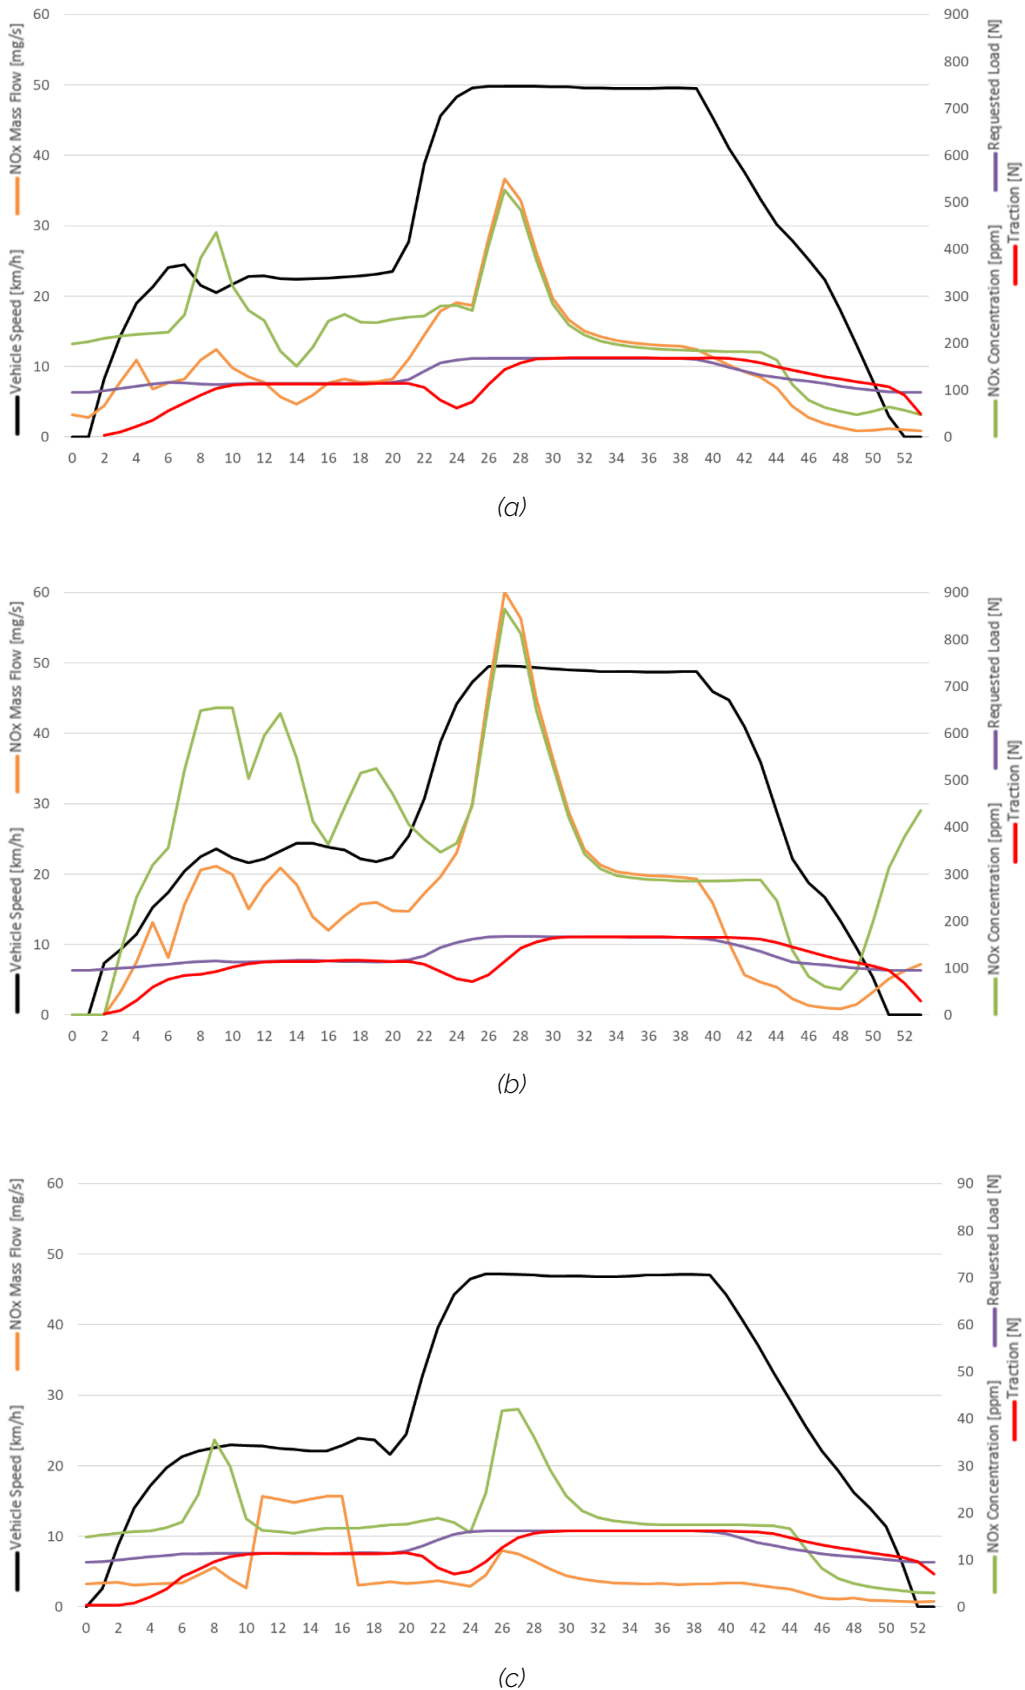 NOx Mass Flow [mg/s]
Vehicle Speed [km/h]
60
50
40
30
20
10
0
900
800
700
600
500
400
300
200
100
0
Requested Load [N]
Traction [N]
NOx Concentration [ppm]
0 2 4 6 8 10 12 14 16 18 20 22 24 26 28 30 32 34 36 38 40 42 44 46 48 50 52
(a)
NOx Mass Flow [mg/s]
Vehicle Speed [km/h]
60
50
40
30
20
10
0
900
800
700
600
500
400
300
200
100
0
Requested Load [N]
Traction [N]
NOx Concentration [ppm]
0 2 4 6 8 10 12 14 16 18 20 22 24 26 28 30 32 34 36 38 40 42 44 46 48 50 52
(b)
NOx Mass Flow [mg/s]
Vehicle Speed [km/h]
60
50
40
30
20
10
0
90
80
70
60
50
40
30
20
10
0
Requested Load [N]
Traction [N]
NOx Concentration [ppm]
0 2 4 6 8 10 12 14 16 18 20 22 24 26 28 30 32 34 36 38 40 42 44 46 48 50 52
(c)